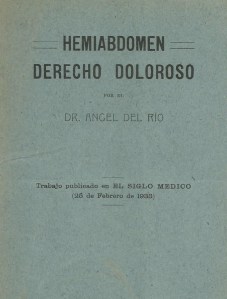 HEMIABDOMEN
DERECHO DOLOROSO
POR EL
DR. ANGEL DEL RÍO
Trabajo publicado en EL SIGLO MEDICO
(25 de Febrero de 1933)